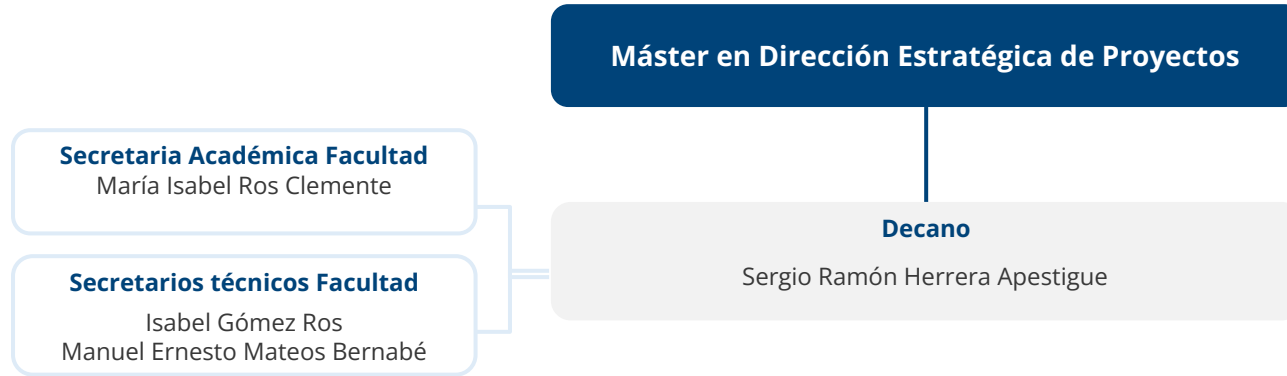 Máster en Dirección Estratégica de Proyectos
Secretaria Académica Facultad
María Isabel Ros Clemente
Secretarios técnicos Facultad
Isabel Gómez Ros
Manuel Ernesto Mateos Bernabé
Decano
Sergio Ramón Herrera Apestigue